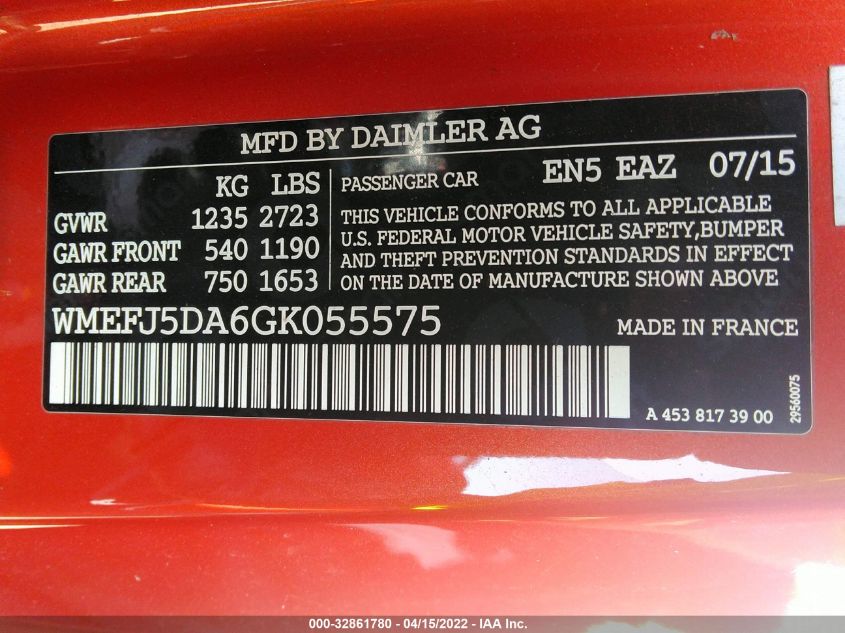 MFD BY DAIMLER AG
KG LBS
GVWR 1235 2723
GAWR FRONT 540 1190
GAWR REAR 750 1653
PASSENGER CAR EN5 EAZ 07/15
THIS VEHICLE CONFORMS TO ALL APPLICABLE
U.S. FEDERAL MOTOR VEHICLE SAFETY,BUMPER
AND THEFT PREVENTION STANDARDS IN EFFECT
ON THE DATE OF MANUFACTURE SHOWN ABOVE
WMEFJ5DA6GK055575
MADE IN FRANCE
A 453 817 39 00
29560075
000-32861780 - 04/15/2022 - IAA Inc.